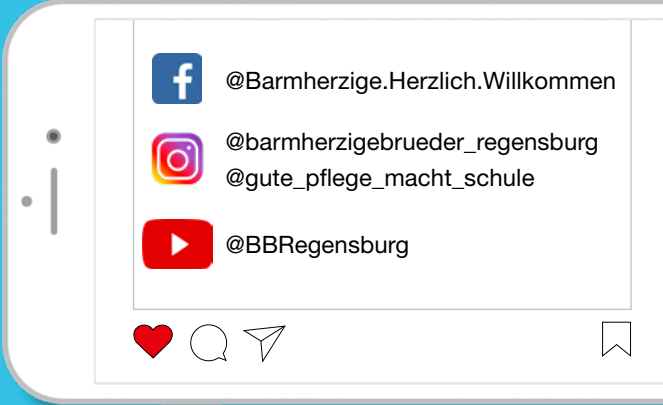 @Barmherzige.Herzlich.Willkommen
@barmherzigebrueder_regensburg
@gute_pflege_macht_schule
@BBRegensburg